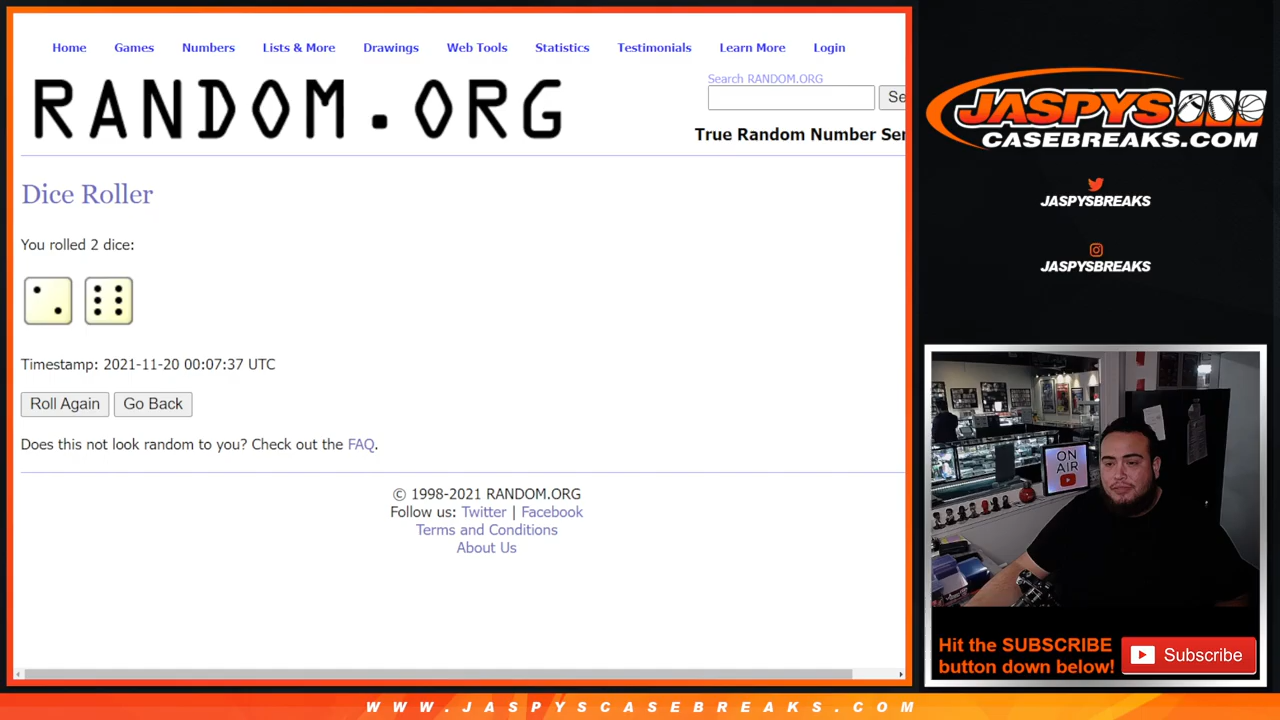 Home Games Numbers Lists & More Drawings Web Tools Statistics Testimonials Learn More Login
RANDOM.ORG
Search RANDOM.ORG
Se
True Random Number Ser
Dice Roller
You rolled 2 dice:
Timestamp: 2021-11-20 00:07:37 UTC
Roll Again Go Back
Does this not look random to you? Check out the FAQ.
© 1998-2021 RANDOM.ORG
Follow us: Twitter | Facebook
Terms and Conditions
About Us
JASPYS
CASEBREAKS.COM
JASPYSBREAKS
JASPYSBREAKS
ON
AIR
Hit the SUBSCRIBE
button down below!
Subscribe
WWW.JASPYSCASEBREAKS.COM